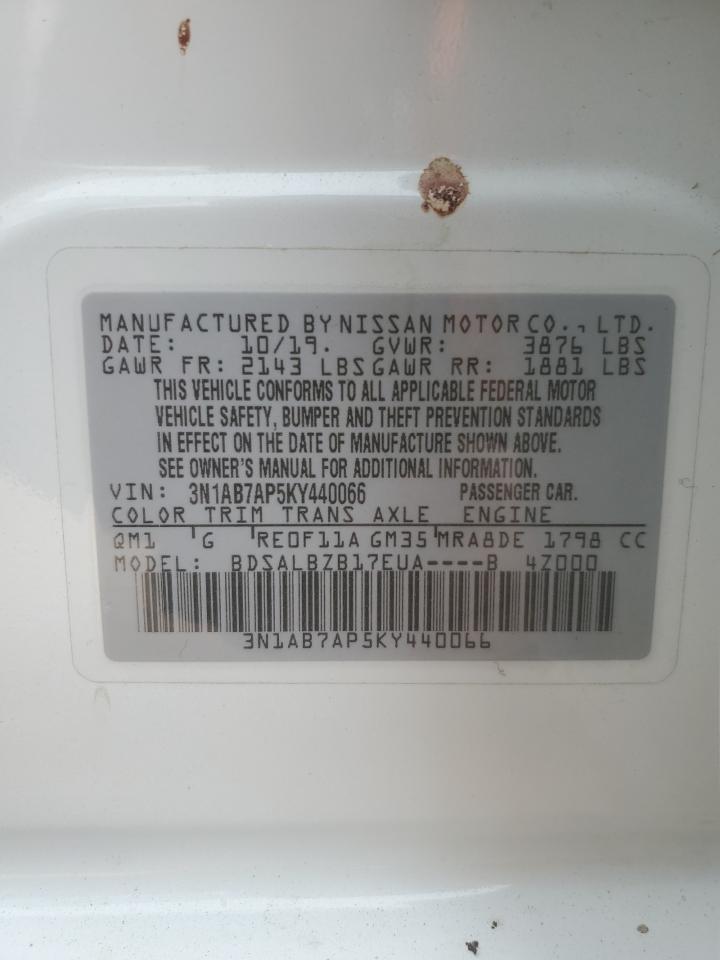 MANUFACTURED BY NISSAN MOTOR CO., LTD.
DATE: 10/19. GVWR: 3876 LBS
GAWR FR: 2143 LBS GAWR RR: 1881 LBS
THIS VEHICLE CONFORMS TO ALL APPLICABLE FEDERAL MOTOR
VEHICLE SAFETY, BUMPER AND THEFT PREVENTION STANDARDS
IN EFFECT ON THE DATE OF MANUFACTURE SHOWN ABOVE.
SEE OWNER'S MANUAL FOR ADDITIONAL INFORMATION.
VIN: 3N1AB7AP5KY440066 PASSENGER CAR.
COLOR TRIM TRANS AXLE ENGINE
QM1 G RE0F11A GM35 MRA8DE 1798 CC
MODEL: BDSALBZB17EUA----B 4Z000
3N1AB7AP5KY440066